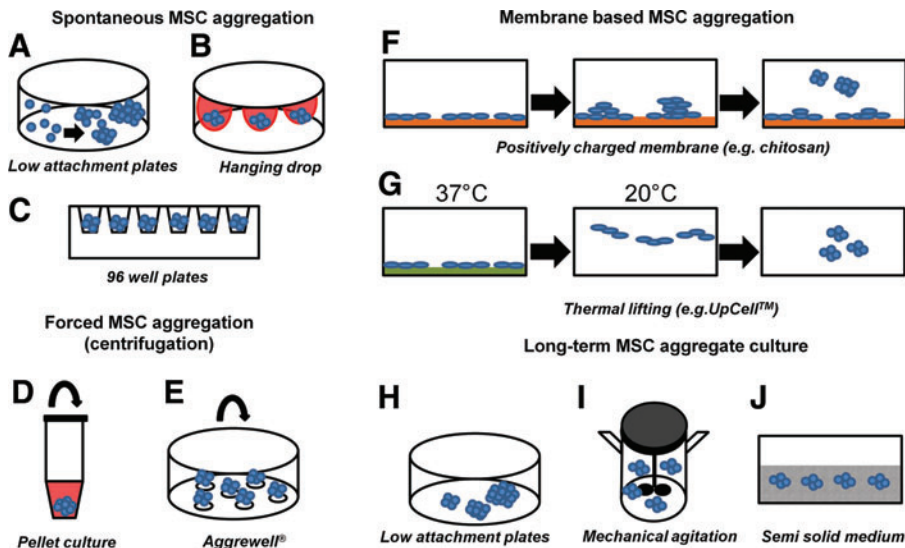 Spontaneous MSC aggregation
A
B
Low attachment plates
Hanging drop
C
96 well plates
Forced MSC aggregation
(centrifugation)
D
E
Pellet culture
Aggrewell®
Membrane based MSC aggregation
F
Positively charged membrane (e.g. chitosan)
G
37°C
20°C
Thermal lifting (e.g.UpCell™)
Long-term MSC aggregate culture
H
I
J
Low attachment plates
Mechanical agitation
Semi solid medium